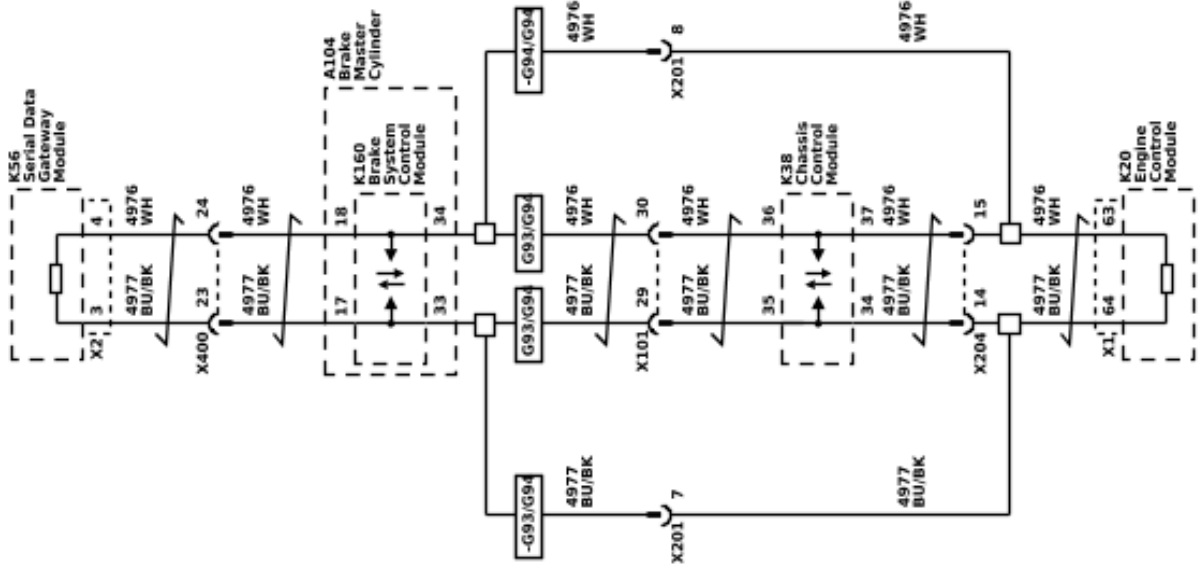 K56
Serial Data
Gateway
Module
X2
3
4
4977
BU/BK
4976
WH
X400
23
24
4977
BU/BK
4976
WH
A104
Brake
Master
Cylinder
K160
Brake
System
Control
Module
17
18
33
34
-G93/G94
G93/G94
G93/G94
-G94/G94
4977
BU/BK
4976
WH
4976
WH
4977
BU/BK
X201
7
X101
29
30
X201
8
4977
BU/BK
4976
WH
K38
Chassis
Control
Module
35
36
34
37
4977
BU/BK
4977
BU/BK
4976
WH
4976
WH
X204
14
15
4977
BU/BK
4976
WH
X1
64
63
K20
Engine
Control
Module